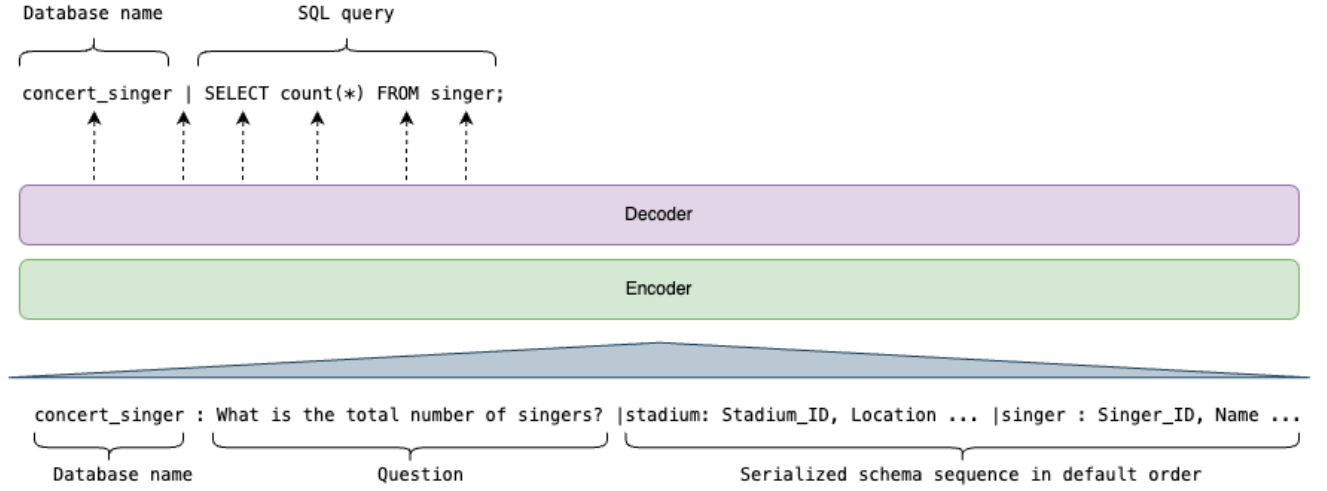 Database name SQL query
concert_singer | SELECT count(*) FROM singer;
Decoder
Encoder
concert_singer : What is the total number of singers? |stadium: Stadium_ID, Location ... |singer : Singer_ID, Name ...
Database name Question Serialized schema sequence in default order